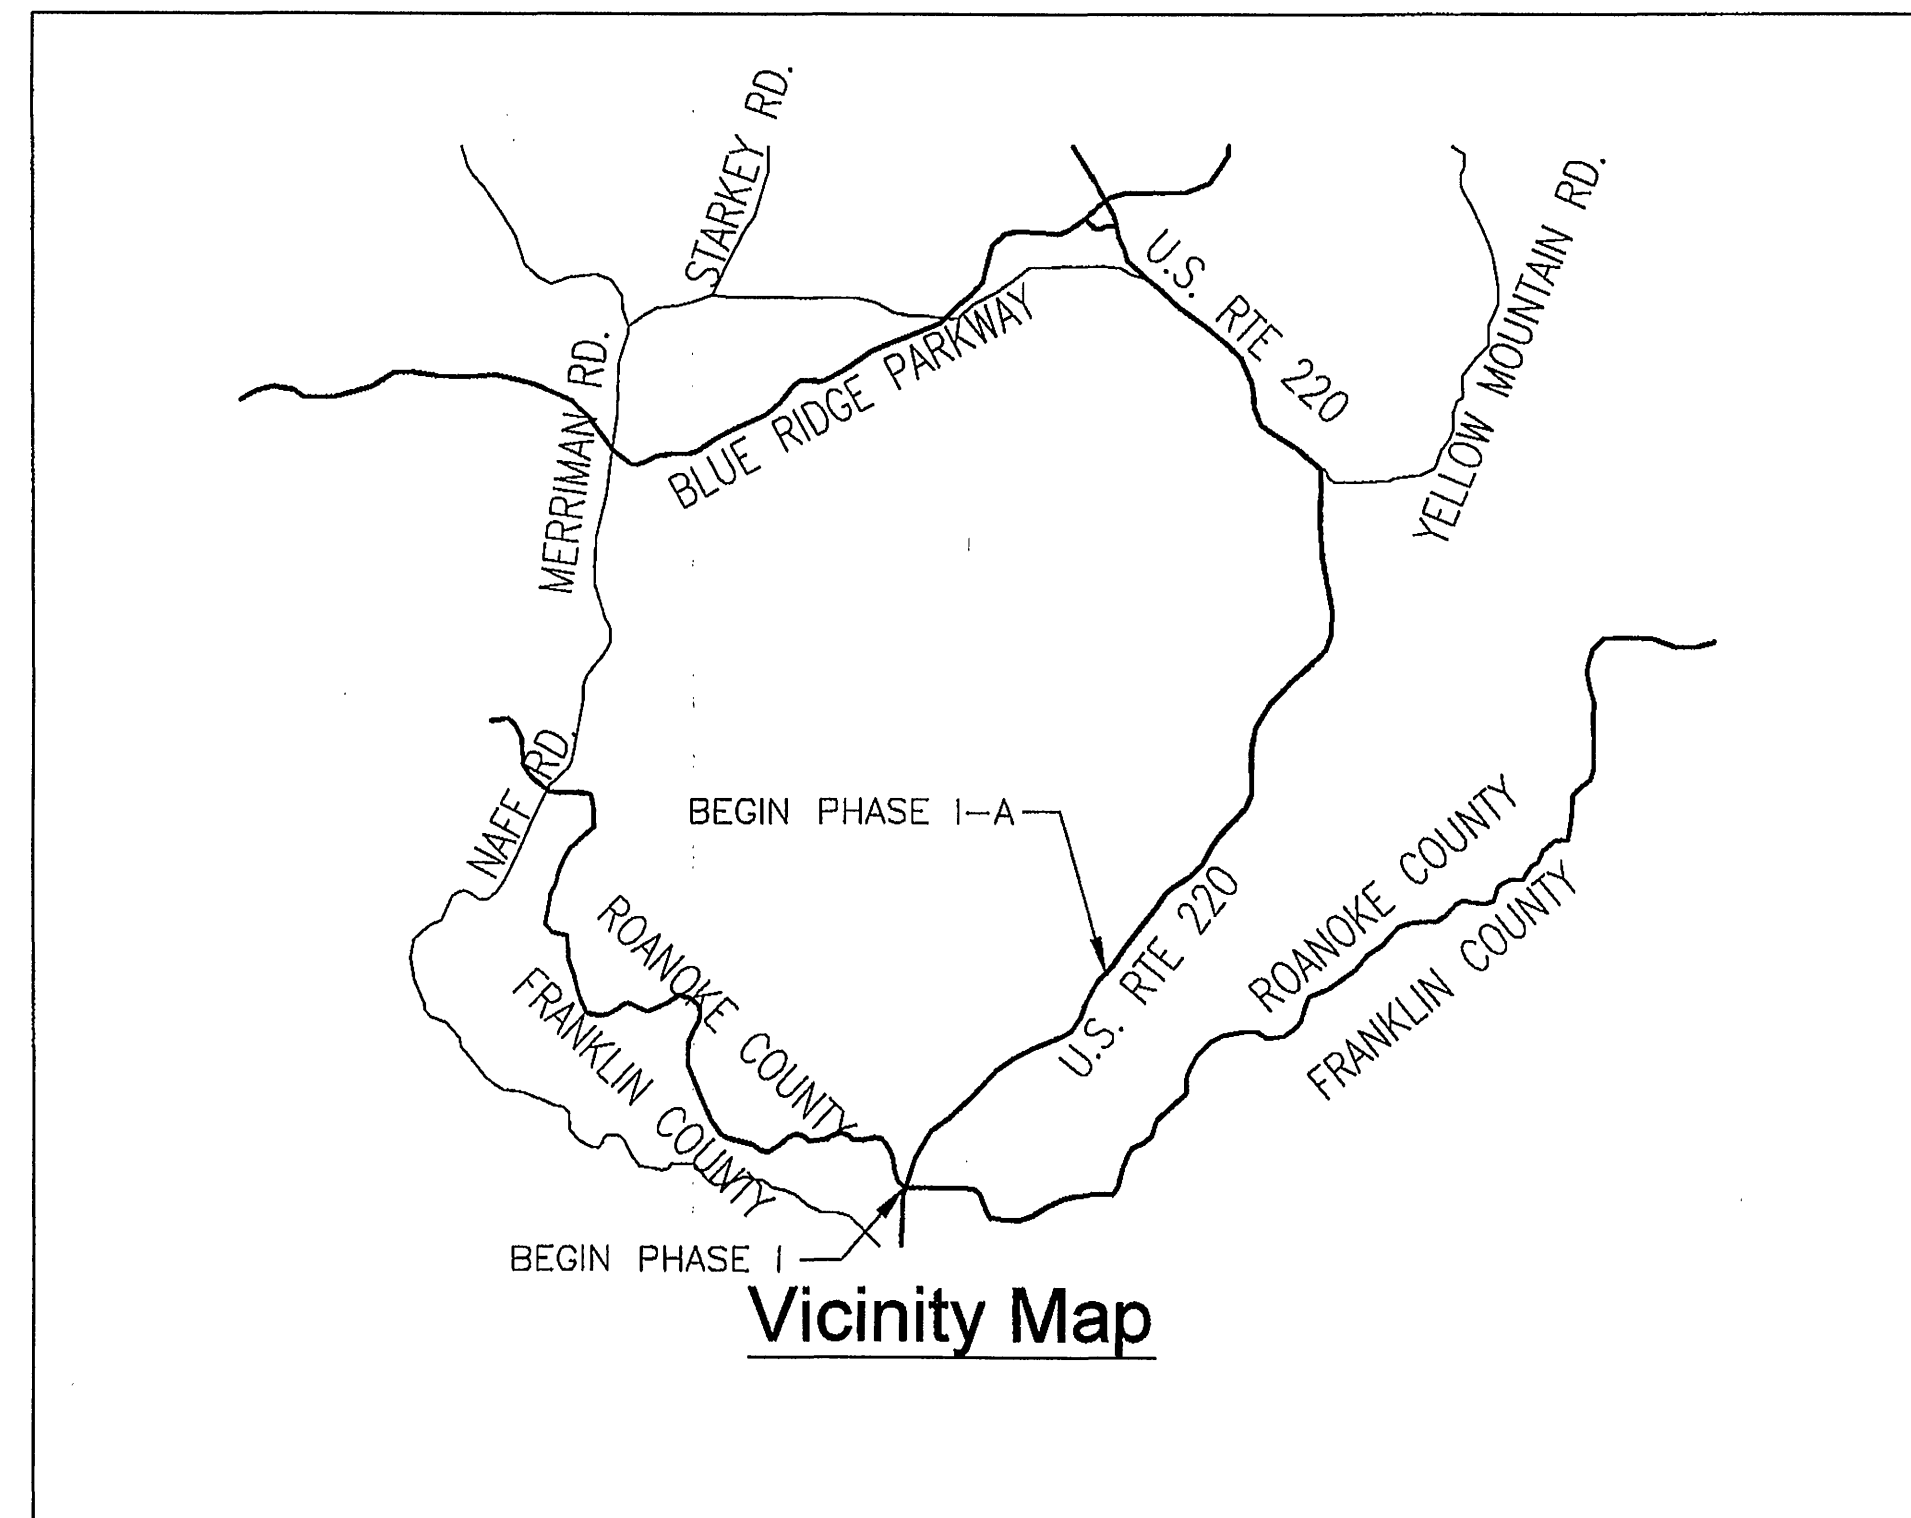 STARKEY RD.
U.S. RTE 220
YELLOW MOUNTAIN RD.
MERRIMAN RD.
BLUE RIDGE PARKWAY
NAFF RD.
BEGIN PHASE I-A
ROANOKE COUNTY
FRANKLIN COUNTY
U.S. RTE 220
ROANOKE COUNTY
FRANKLIN COUNTY
BEGIN PHASE I
Vicinity Map